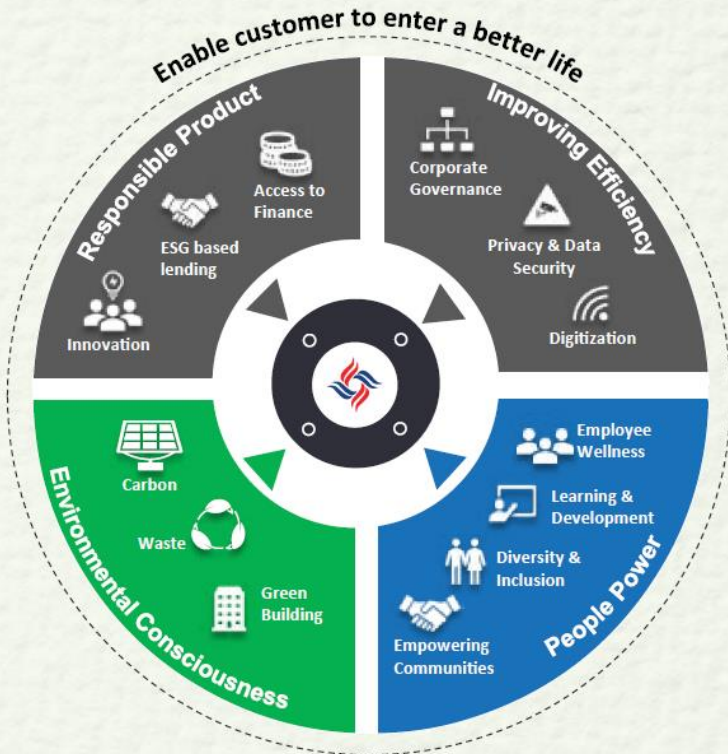 Enable customer to enter a better life
Responsible Product
Access to
Finance
ESG based
lending
Innovation
Improving Efficiency
Corporate
Governance
Privacy & Data
Security
Digitization
Environmental Consciousness
Carbon
Waste
Green
Building
People Power
Employee
Wellness
Learning &
Development
Diversity &
Inclusion
Empowering
Communities